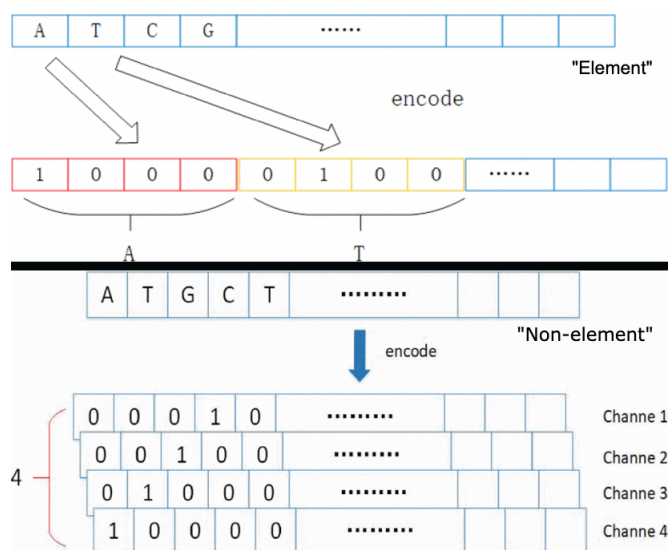 A T C G ……
"Element"
encode
1 0 0 0 0 1 0 0 ……
A T
A T G C T ………
"Non-element"
encode
4
0 0 0 1 0 ……… Channe 1
0 0 1 0 0 ……… Channe 2
0 1 0 0 0 ……… Channe 3
1 0 0 0 0 ……… Channe 4